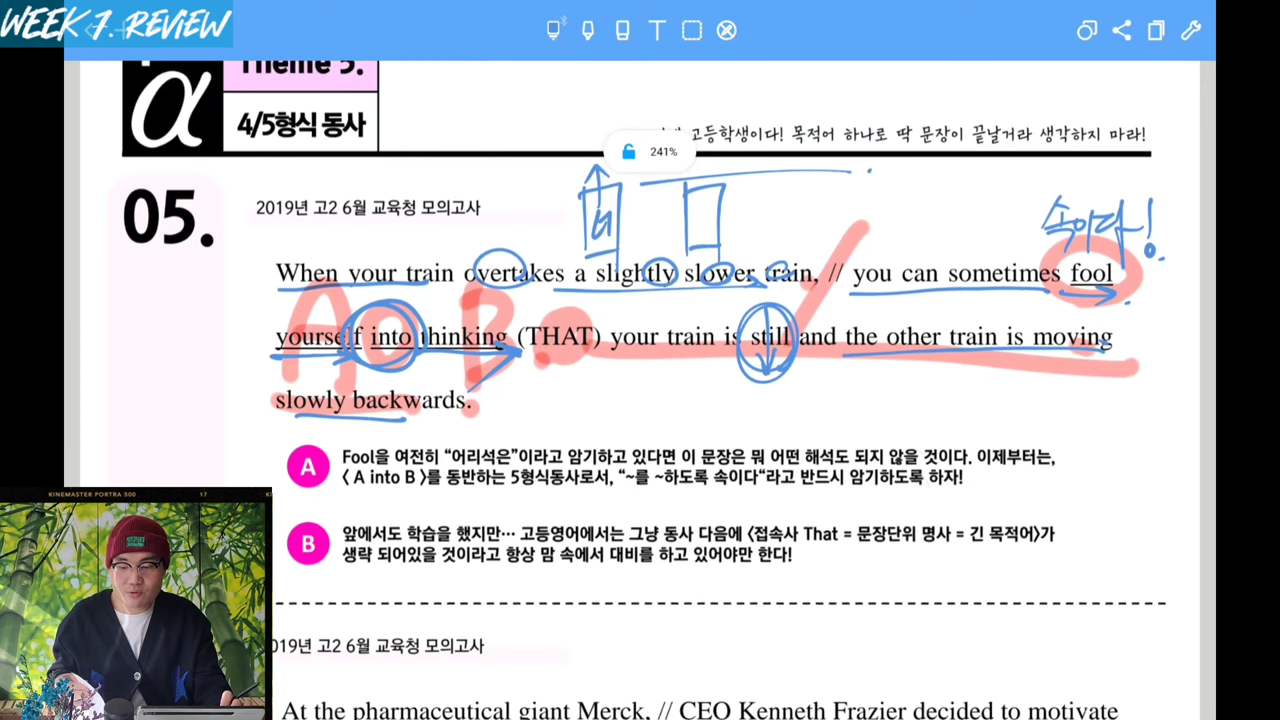 WEEK 7. REVIEW
T
Theme 5.
α
4/5형식 동사
고등학생이다! 목적어 하나로 딱 문장이 끝날거라 생각하지 마라!
241%
05.
2019년 고2 6월 교육청 모의고사
속이다!
When your train overtakes a slightly slower train, // you can sometimes fool
yourself into thinking (THAT) your train is still and the other train is moving
A B
slowly backwards.
A Fool을 여전히 “어리석은”이라고 암기하고 있다면 이 문장은 뭐 어떤 해석도 되지 않을 것이다. 이제부터는,
〈 A into B 〉를 동반하는 5형식동사로서, “~를 ~하도록 속이다“라고 반드시 암기하도록 하자!
B 앞에서도 학습을 했지만… 고등영어에서는 그냥 동사 다음에 〈접속사 That = 문장단위 명사 = 긴 목적어〉가
생략 되어있을 것이라고 항상 맘 속에서 대비를 하고 있어야만 한다!
KINEMASTER PORTRA 500 17
019년 고2 6월 교육청 모의고사
At the pharmaceutical giant Merck, // CEO Kenneth Frazier decided to motivate